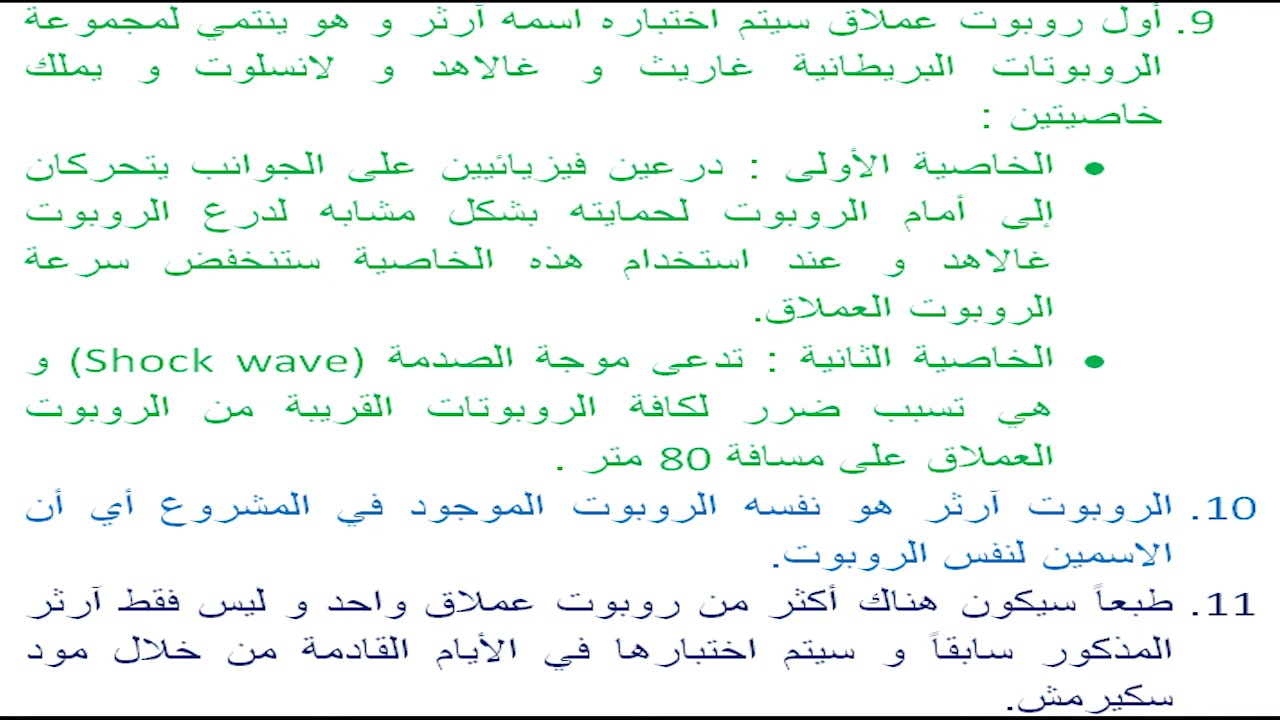 9. أول روبوت عملاق سيتم اختباره اسمه آرثر و هو ينتمي لمجموعة
الروبوتات البريطانية غاريث و غالاهد و لانسلوت و يملك
خاصيتين :
• الخاصية الأولى : درعين فيزيائيين على الجوانب يتحركان
إلى أمام الروبوت لحمايته بشكل مشابه لدرع الروبوت
غالاهد و عند استخدام هذه الخاصية ستنخفض سرعة
الروبوت العملاق.
• الخاصية الثانية : تدعى موجة الصدمة (Shock wave) و
هي تسبب ضرر لكافة الروبوتات القريبة من الروبوت
العملاق على مسافة 80 متر .
10. الروبوت آرثر هو نفسه الروبوت الموجود في المشروع أي أن
الاسمين لنفس الروبوت.
11. طبعاً سيكون هناك أكثر من روبوت عملاق واحد و ليس فقط آرثر
المذكور سابقاً و سيتم اختبارها في الأيام القادمة من خلال مود
سكيرمش.